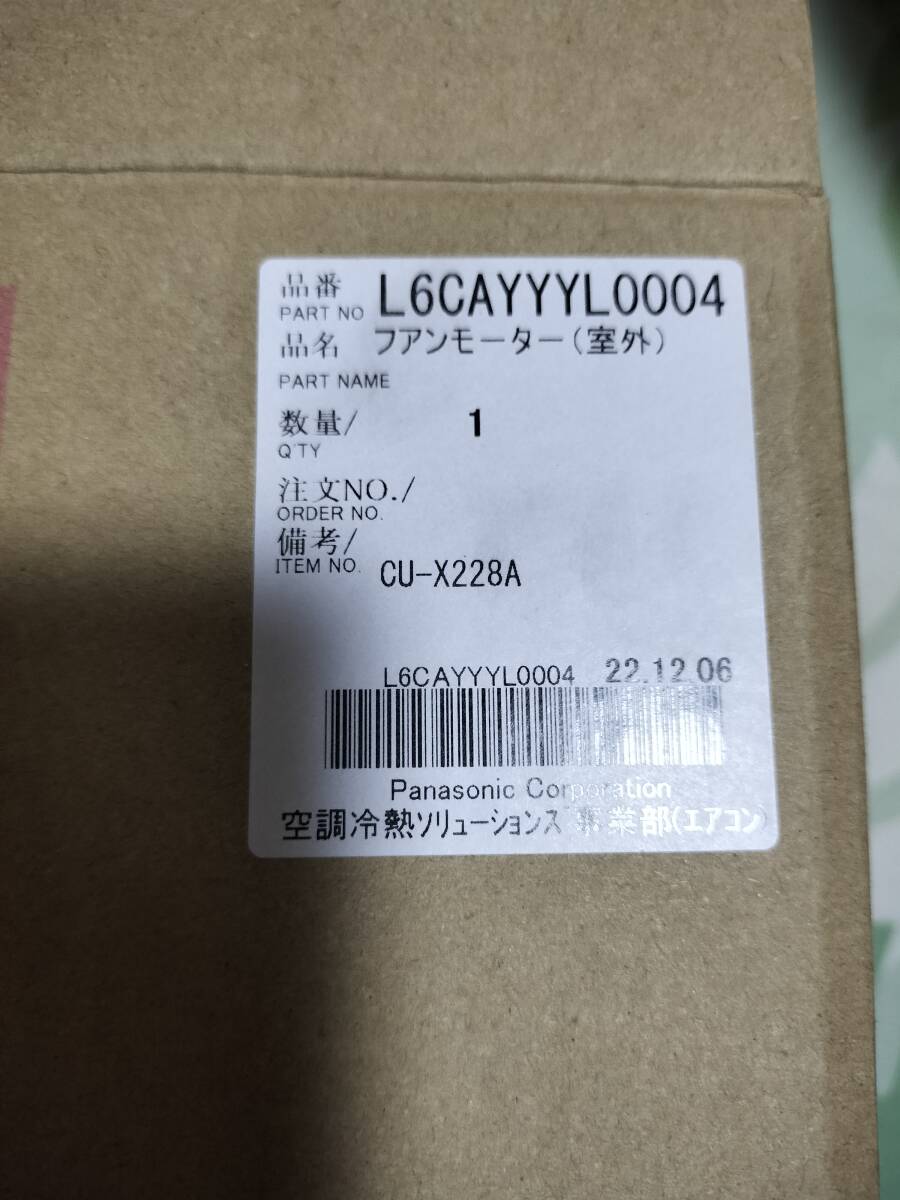 品番 L6CAYYYL0004
PART NO
品名 フアンモーター(室外)
PART NAME
数量/ 1
Q'TY
注文NO./
ORDER NO.
備考/
ITEM NO. CU-X228A
L6CAYYYL0004 22.12.06
Panasonic Corporation
空調冷熱ソリューションズ 事業部(エアコン)